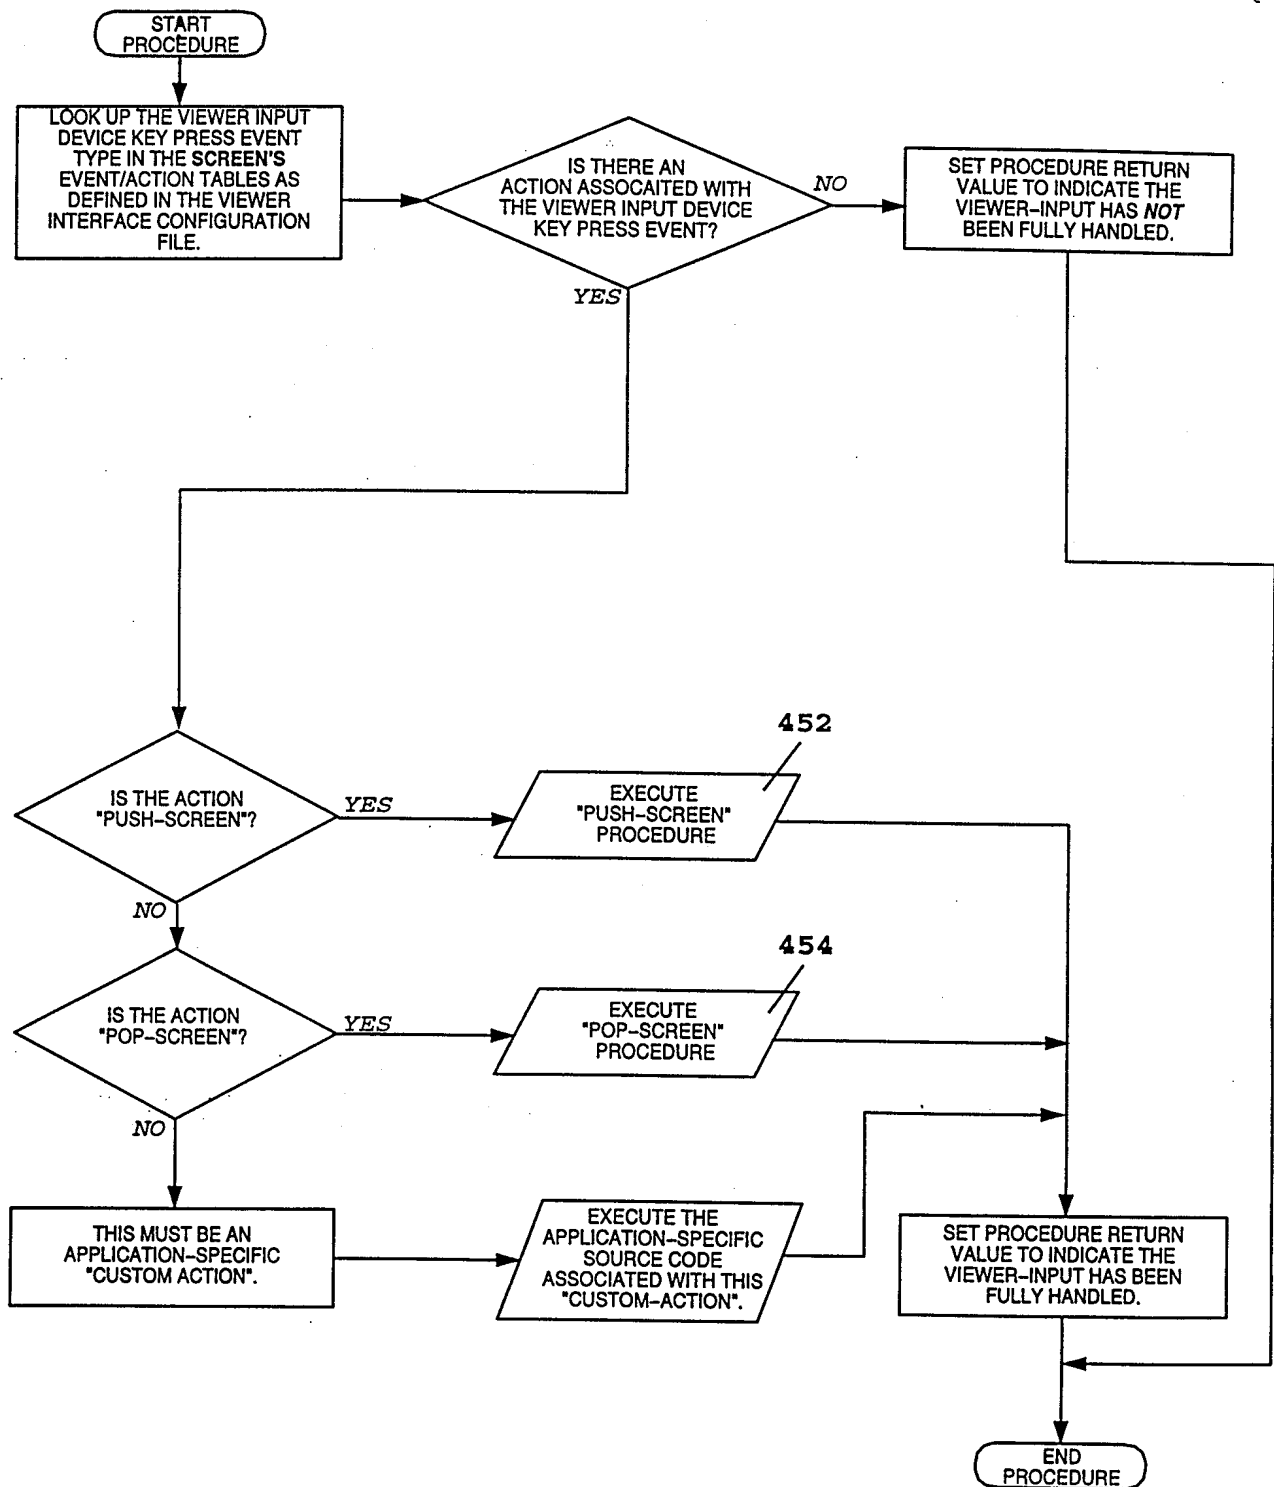 START
PROCEDURE
LOOK UP THE VIEWER INPUT
DEVICE KEY PRESS EVENT
TYPE IN THE SCREEN'S
EVENT/ACTION TABLES AS
DEFINED IN THE VIEWER
INTERFACE CONFIGURATION
FILE.
IS THERE AN
ACTION ASSOCAITED WITH
THE VIEWER INPUT DEVICE
KEY PRESS EVENT?
NO
SET PROCEDURE RETURN
VALUE TO INDICATE THE
VIEWER-INPUT HAS NOT
BEEN FULLY HANDLED.
YES
IS THE ACTION
"PUSH-SCREEN"?
YES
452
EXECUTE
"PUSH-SCREEN"
PROCEDURE
NO
IS THE ACTION
"POP-SCREEN"?
YES
454
EXECUTE
"POP-SCREEN"
PROCEDURE
NO
THIS MUST BE AN
APPLICATION-SPECIFIC
"CUSTOM ACTION".
EXECUTE THE
APPLICATION-SPECIFIC
SOURCE CODE
ASSOCIATED WITH THIS
"CUSTOM-ACTION".
SET PROCEDURE RETURN
VALUE TO INDICATE THE
VIEWER-INPUT HAS BEEN
FULLY HANDLED.
END
PROCEDURE